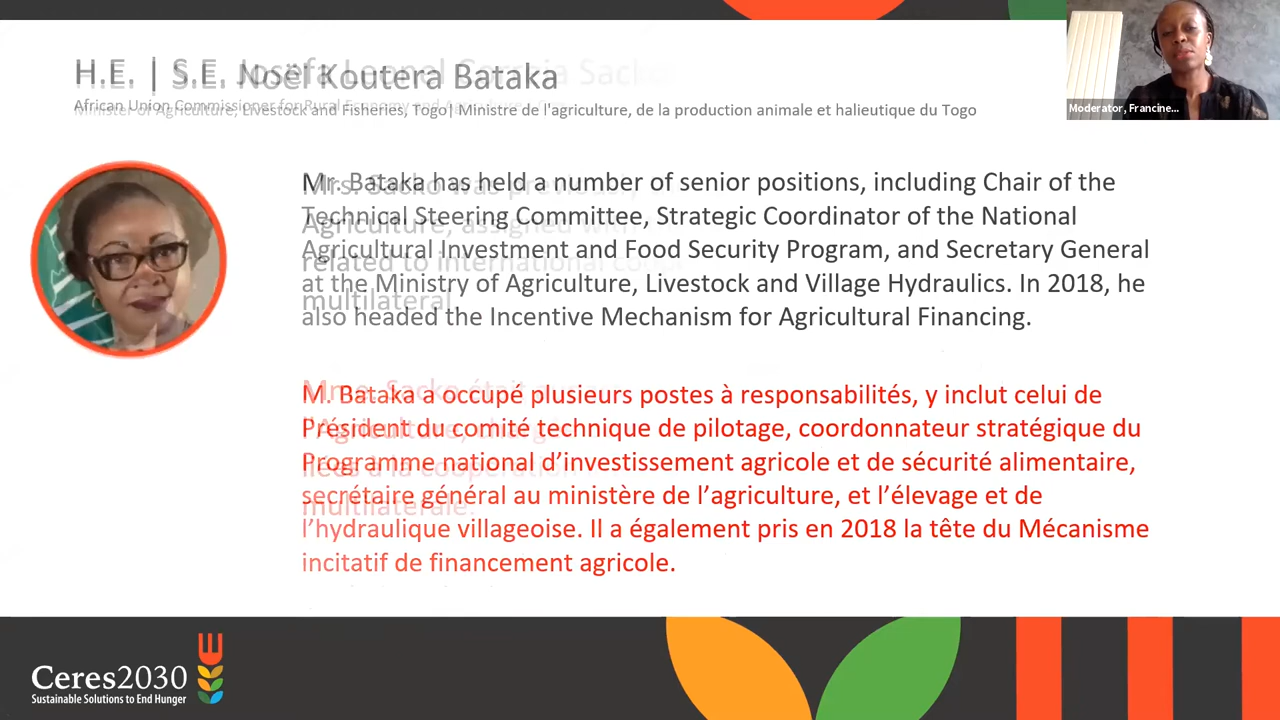 H.E. | S.E. Noël Koutera Bataka
Minister of Agriculture, Livestock and Fisheries, Togo| Ministre de l'agriculture, de la production animale et halieutique du Togo
Moderator, Francine...
Mr. Bataka has held a number of senior positions, including Chair of the
Technical Steering Committee, Strategic Coordinator of the National
Agricultural Investment and Food Security Program, and Secretary General
at the Ministry of Agriculture, Livestock and Village Hydraulics. In 2018, he
also headed the Incentive Mechanism for Agricultural Financing.
M. Bataka a occupé plusieurs postes à responsabilités, y inclut celui de
Président du comité technique de pilotage, coordonnateur stratégique du
Programme national d’investissement agricole et de sécurité alimentaire,
secrétaire général au ministère de l’agriculture, et l’élevage et de
l’hydraulique villageoise. Il a également pris en 2018 la tête du Mécanisme
incitatif de financement agricole.
Ceres2030
Sustainable Solutions to End Hunger